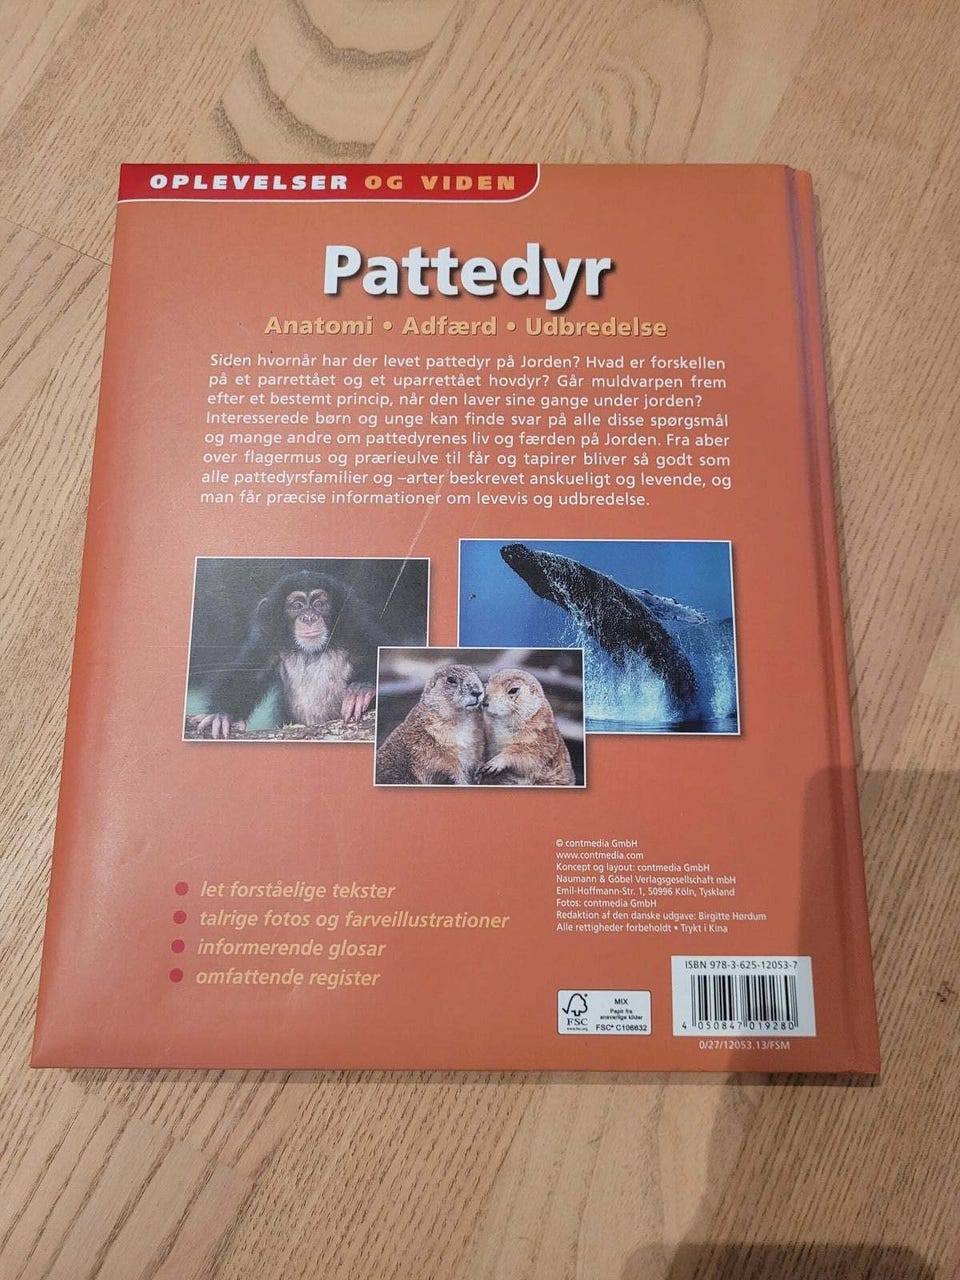 OPLEVELSER OG VIDEN
Pattedyr
Anatomi • Adfærd • Udbredelse
Siden hvornår har der levet pattedyr på Jorden? Hvad er forskellen
på et parrettået og et uparrettået hovdyr? Går muldvarpen frem
efter et bestemt princip, når den laver sine gange under jorden?
Interesserede børn og unge kan finde svar på alle disse spørgsmål
og mange andre om pattedyrenes liv og færden på Jorden. Fra aber
over flagermus og prærieulve til får og tapirer bliver så godt som
alle pattedyrsfamilier og –arter beskrevet anskueligt og levende, og
man får præcise informationer om levevis og udbredelse.
let forståelige tekster
talrige fotos og farveillustrationer
informerende glosar
omfattende register
© contmedia GmbH
www.contmedia.com
Koncept og layout: contmedia GmbH
Naumann & Göbel Verlagsgesellschaft mbH
Emil-Hoffmann-Str. 1, 50996 Köln, Tyskland
Fotos: contmedia GmbH
Redaktion af den danske udgave: Birgitte Hørdum
Alle rettigheder forbeholdt • Trykt i Kina
FSC
www.fsc.org
MIX
Papir fra
ansvarlige kilder
FSC® C106632
ISBN 978-3-625-12053-7
4 050847 019280
0/27/12053.13/FSM